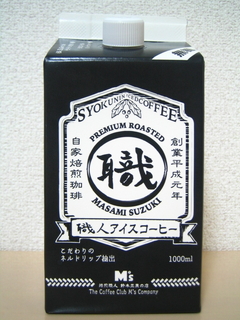 SYOKUNIN ICED COFFEE
PREMIUM ROASTED
自家焙煎珈琲
職
創業平成元年
MASAMI SUZUKI
職人アイスコーヒー
こだわりの
ネルドリップ抽出
1000ml
M's
The Coffee Club M's Company